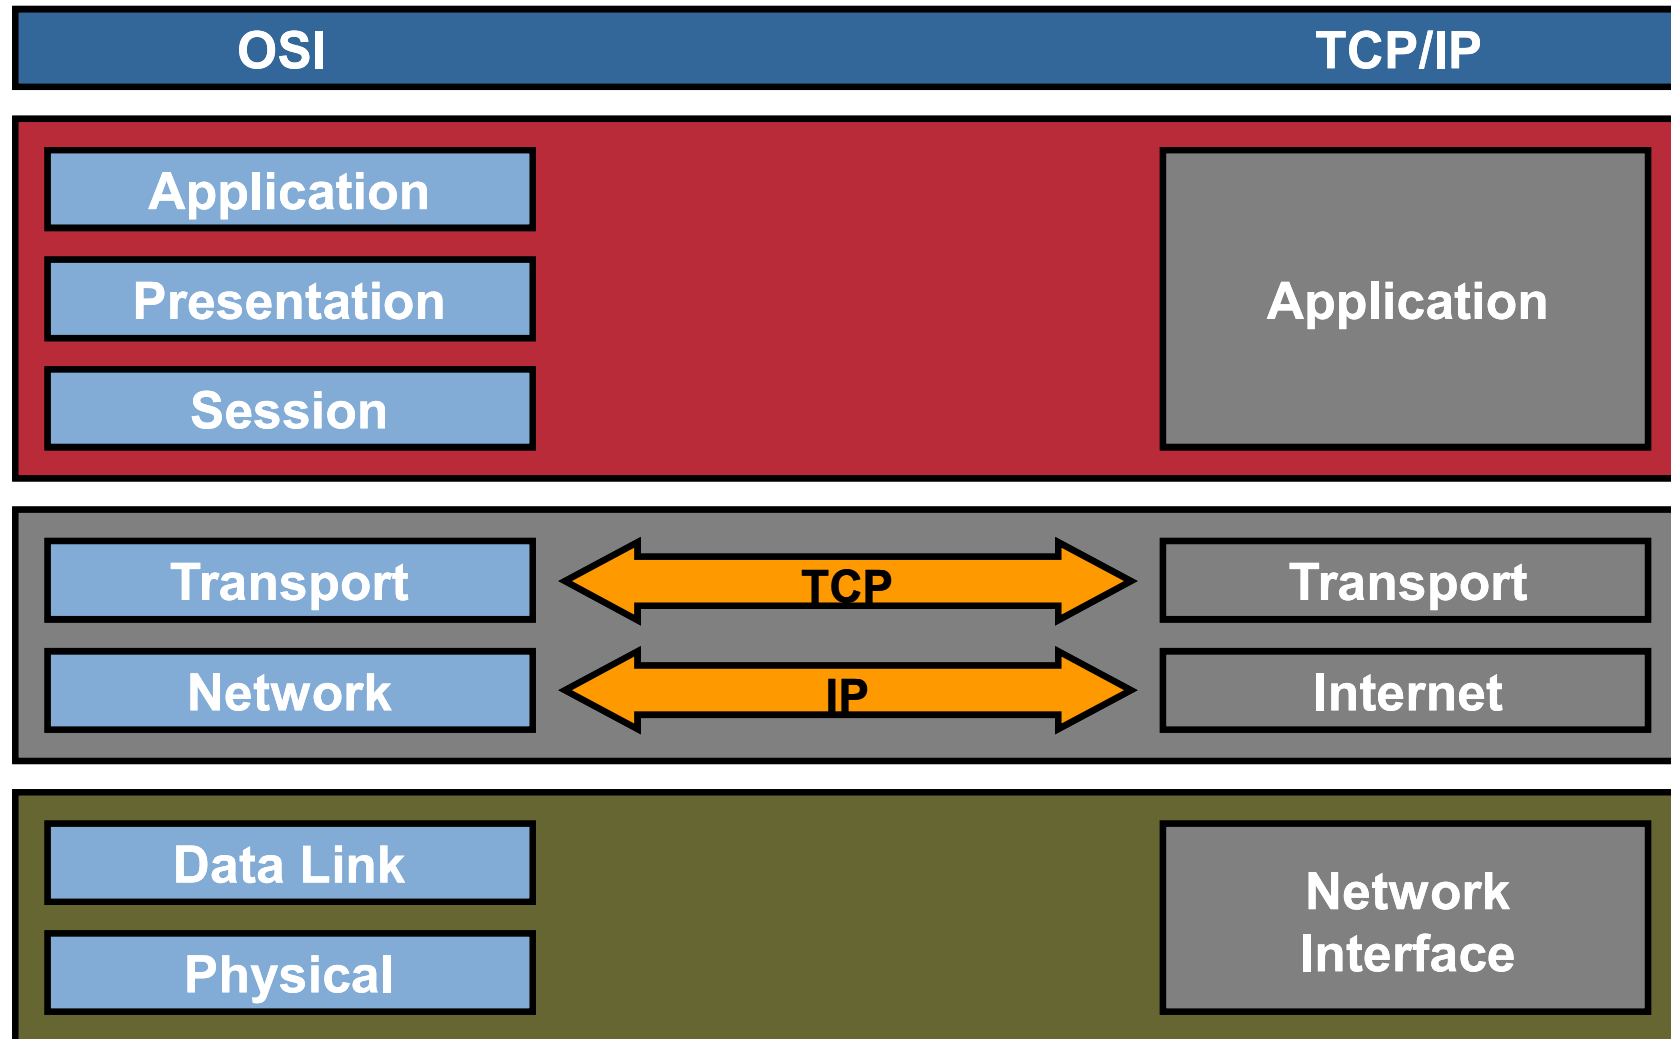 OSI
TCP/IP
Application
Presentation
Session
Application
Transport
TCP
Transport
Network
IP
Internet
Data Link
Physical
Network
Interface